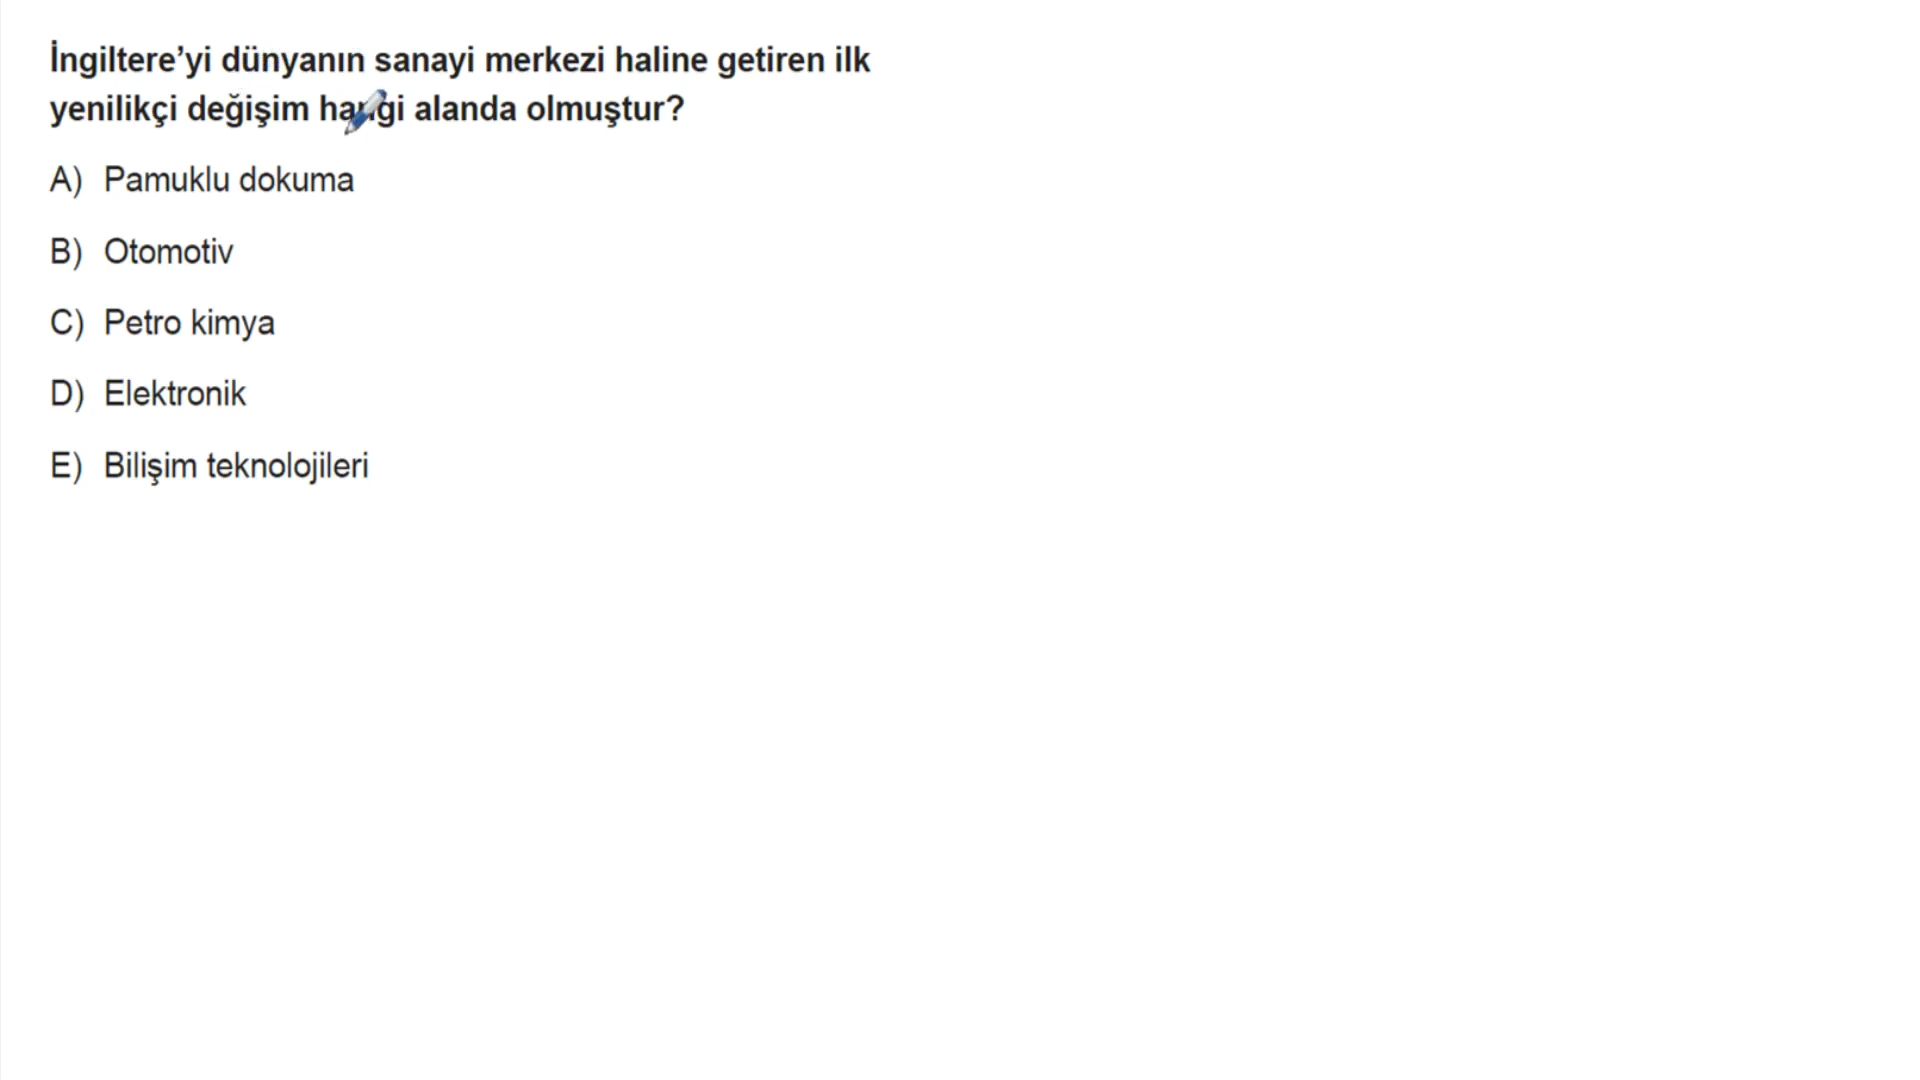 İngiltere’yi dünyanın sanayi merkezi haline getiren ilk
yenilikçi değişim hangi alanda olmuştur?
A) Pamuklu dokuma
B) Otomotiv
C) Petro kimya
D) Elektronik
E) Bilişim teknolojileri